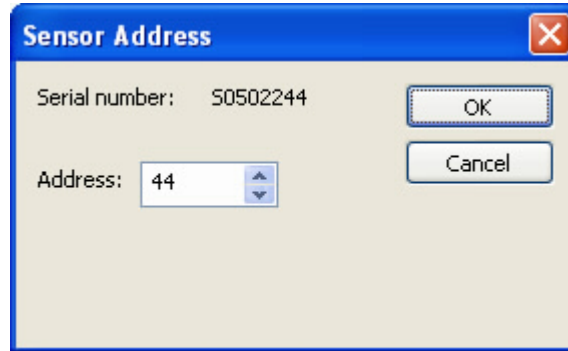 Sensor Address
Serial number: S0502244
OK
Cancel
Address: 44